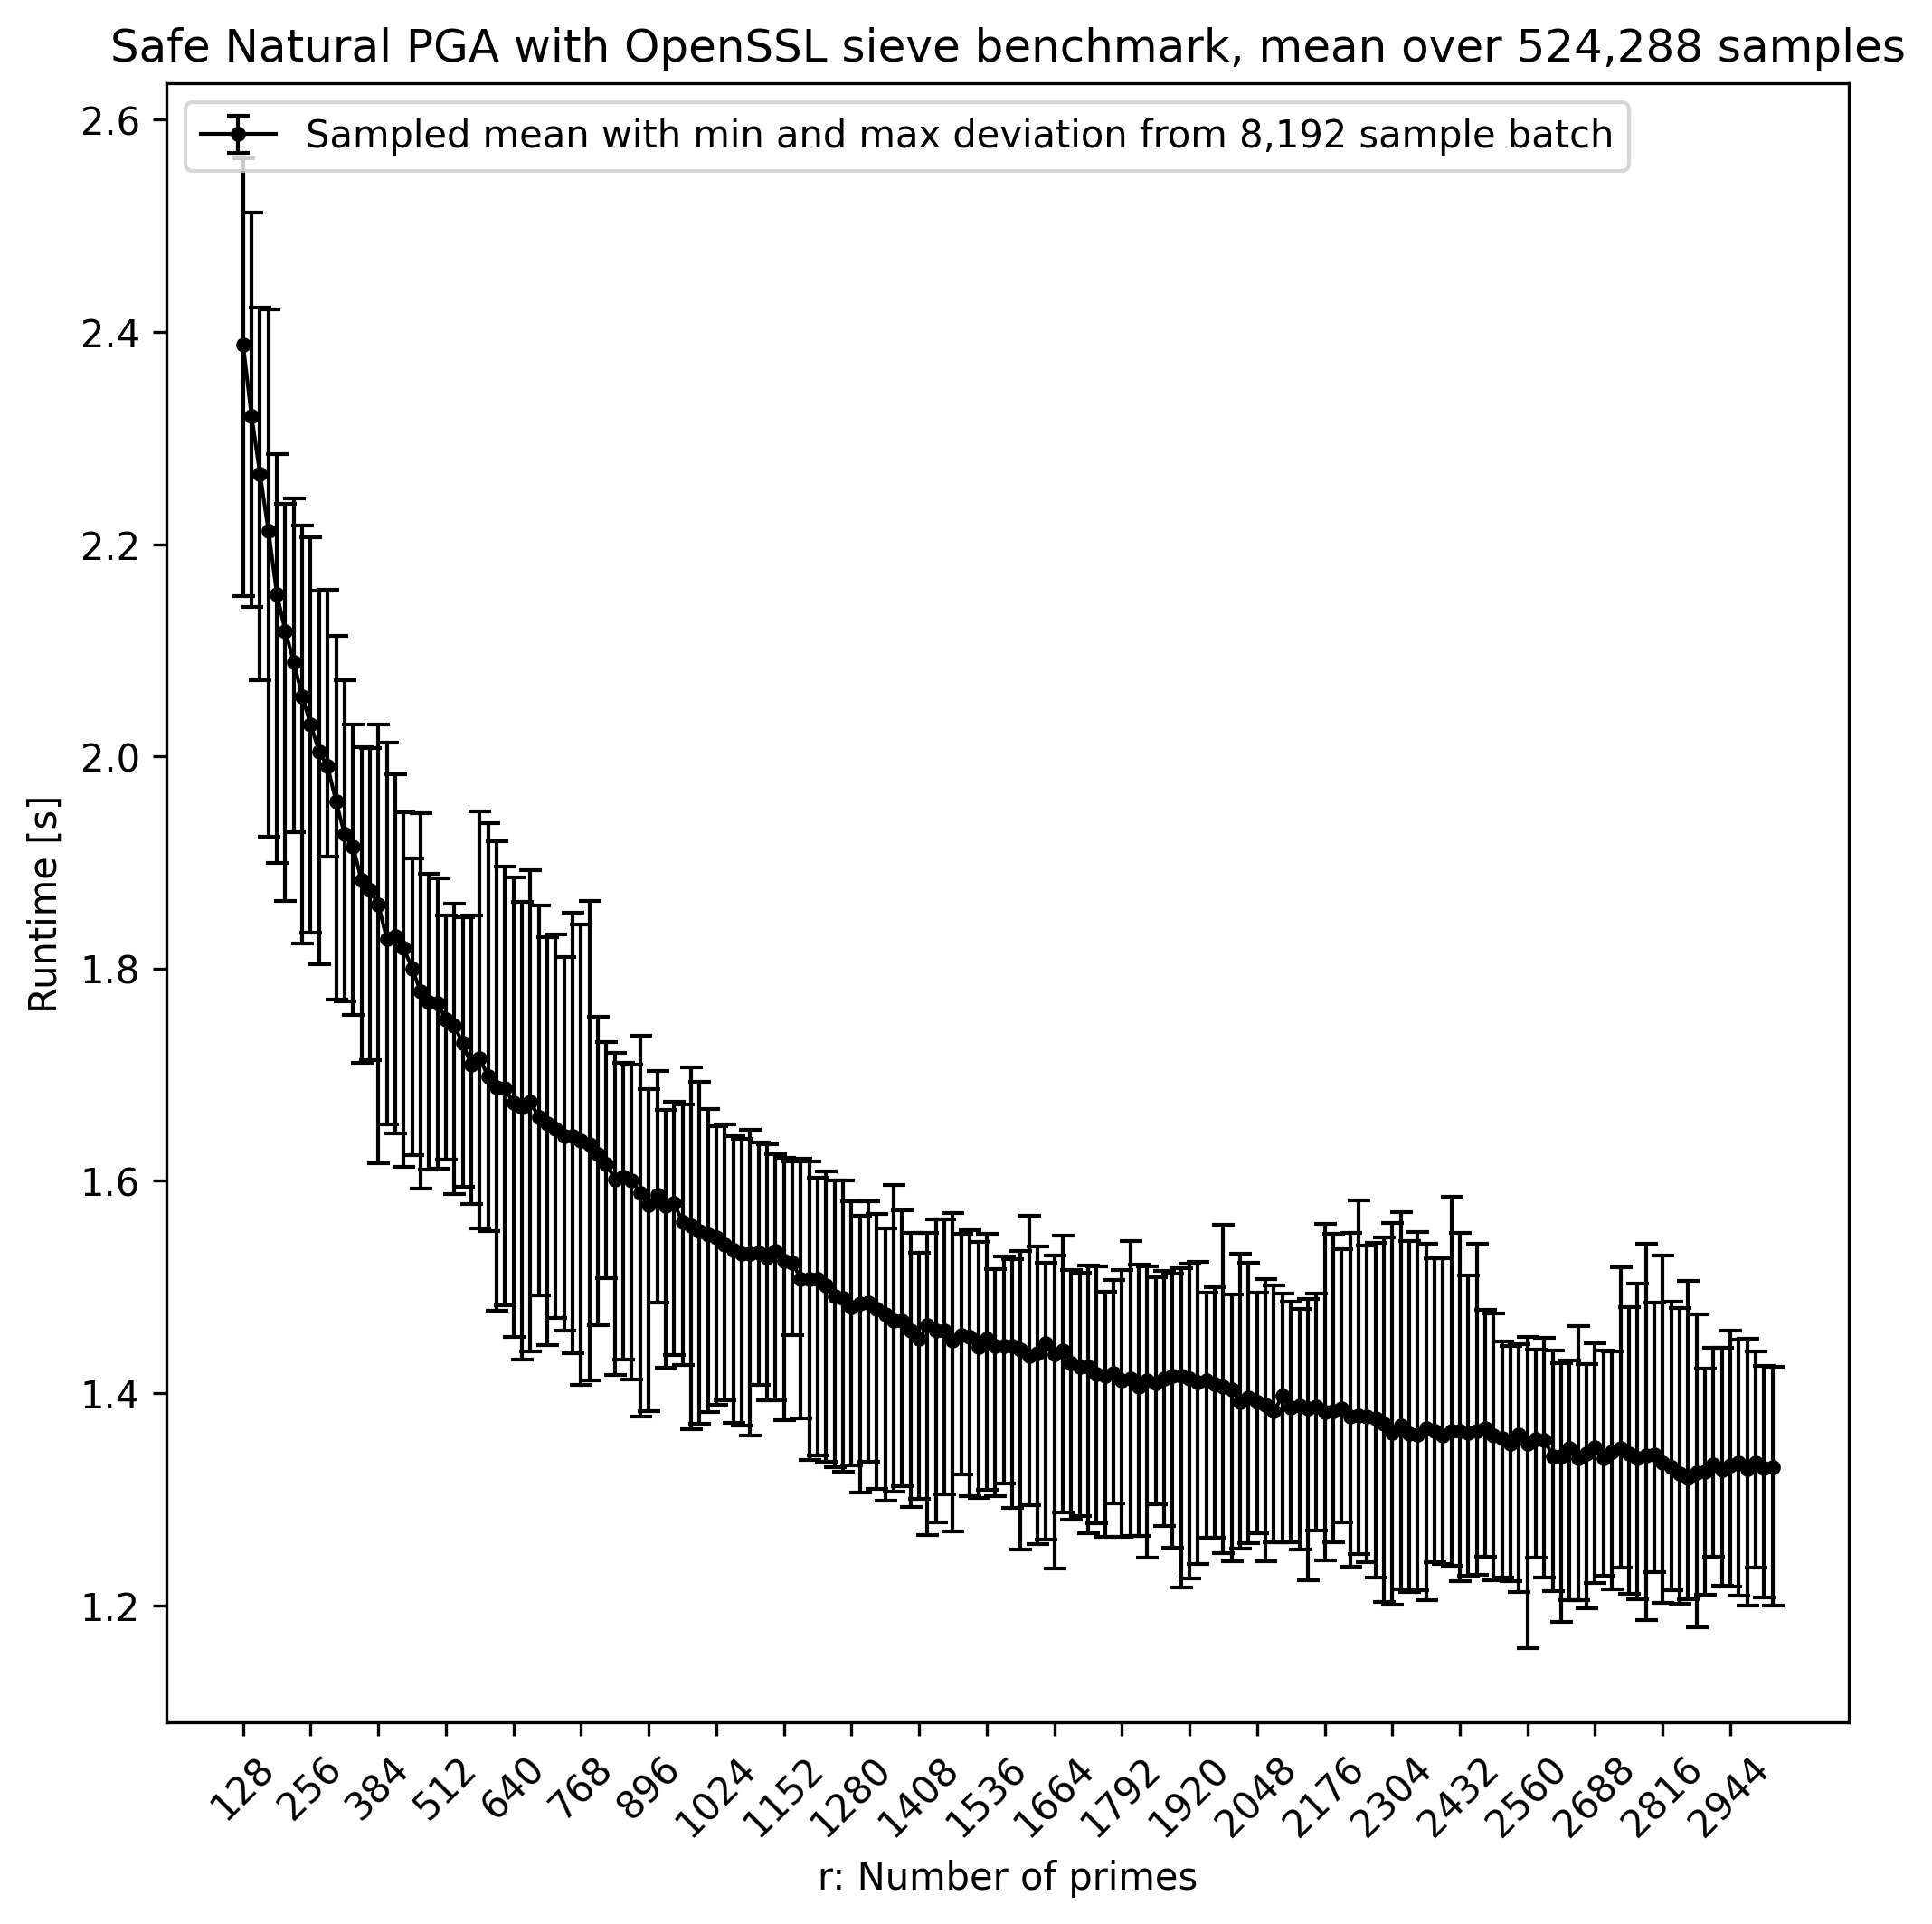 Safe Natural PGA with OpenSSL sieve benchmark, mean over 524,288 samples
Sampled mean with min and max deviation from 8,192 sample batch
2.6
2.4
2.2
2.0
1.8
1.6
1.4
1.2
Runtime [s]
128 256 384 512 640 768 896 1024 1152 1280 1408 1536 1664 1792 1920 2048 2176 2304 2432 2560 2688 2816 2944
r: Number of primes